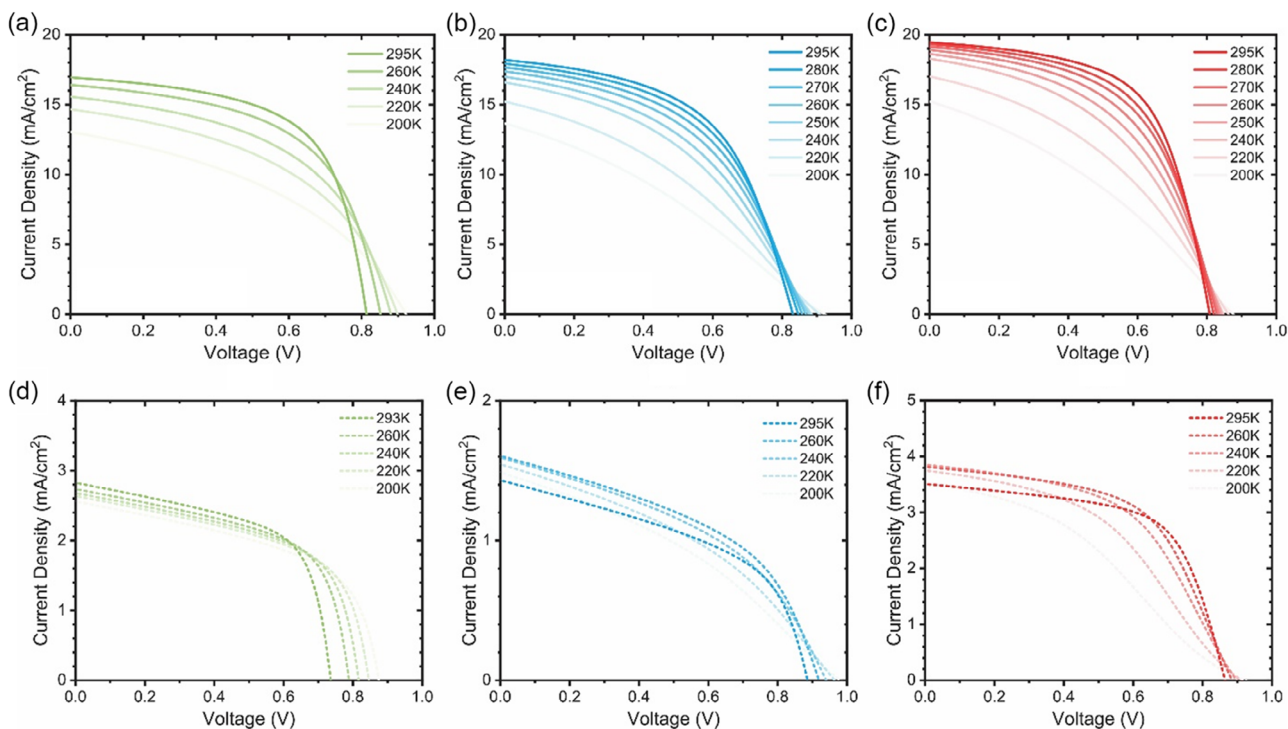 (a)
20
15
10
5
0
0.0 0.2 0.4 0.6 0.8 1.0
Current Density (mA/cm²)
Voltage (V)
295K
260K
240K
220K
200K
(b)
20
15
10
5
0
0.0 0.2 0.4 0.6 0.8 1.0
Current Density (mA/cm²)
Voltage (V)
295K
280K
270K
260K
250K
240K
220K
200K
(c)
20
15
10
5
0
0.0 0.2 0.4 0.6 0.8 1.0
Current Density (mA/cm²)
Voltage (V)
295K
280K
270K
260K
250K
240K
220K
200K
(d)
4
3
2
1
0
0.0 0.2 0.4 0.6 0.8 1.0
Current Density (mA/cm²)
Voltage (V)
293K
260K
240K
220K
200K
(e)
2
1
0
0.0 0.2 0.4 0.6 0.8 1.0
Current Density (mA/cm²)
Voltage (V)
295K
260K
240K
220K
200K
(f)
5
4
3
2
1
0
0.0 0.2 0.4 0.6 0.8 1.0
Current Density (mA/cm²)
Voltage (V)
295K
260K
240K
220K
200K